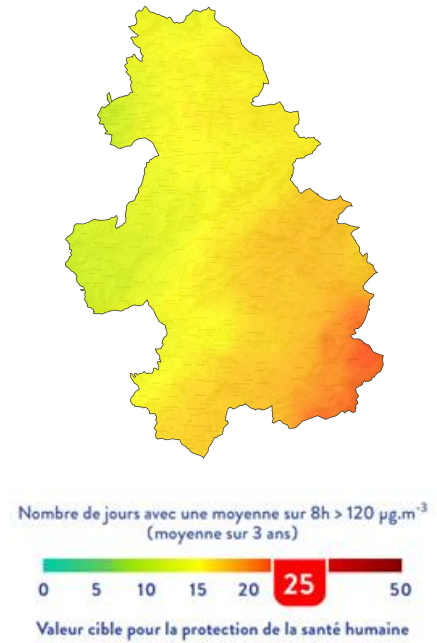 Nombre de jours avec une moyenne sur 8h > 120 µg.m⁻³
(moyenne sur 3 ans)
0 5 10 15 20 25 50
Valeur cible pour la protection de la santé humaine